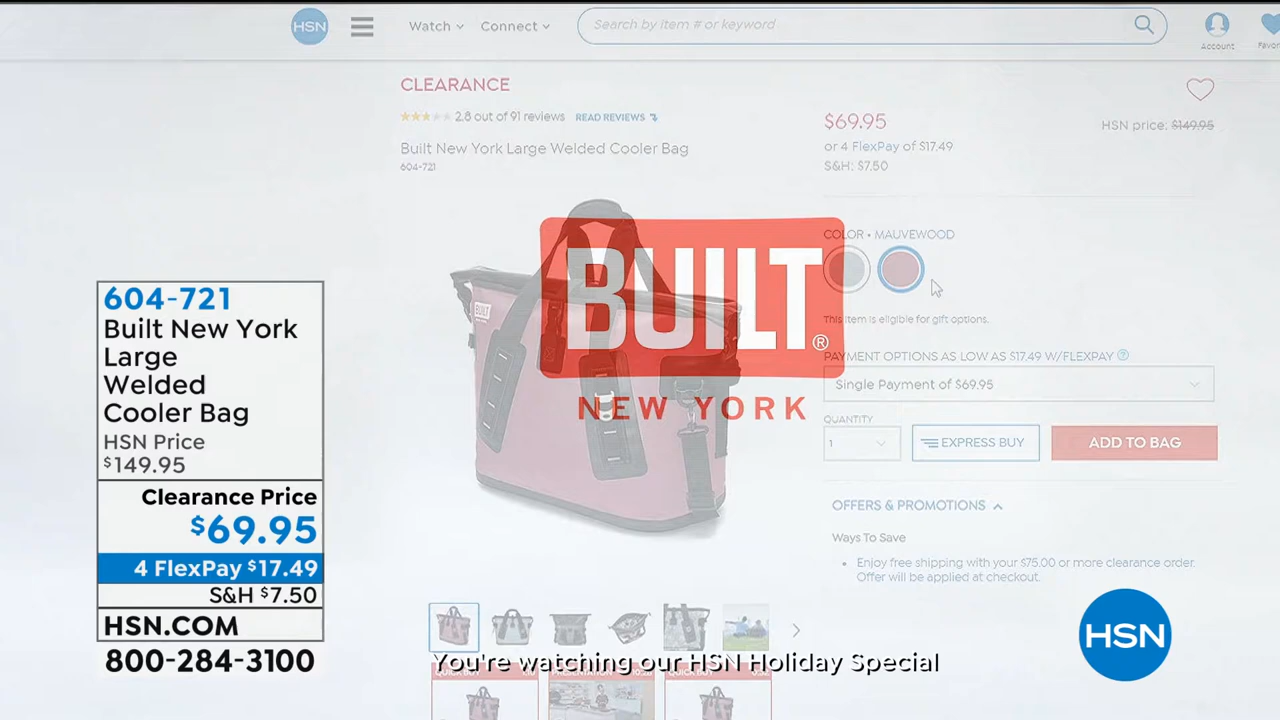 HSN
Watch
Connect
Search by item # or keyword
Account
CLEARANCE
2.8 out of 91 reviews
READ REVIEWS
Built New York Large Welded Cooler Bag
604-721
$69.95
HSN price: $149.95
or 4 FlexPay of $17.49
S&H: $7.50
COLOR • MAUVEWOOD
This item is eligible for gift options.
PAYMENT OPTIONS AS LOW AS $17.49 W/FLEXPAY
Single Payment of $69.95
QUANTITY
1
EXPRESS BUY
ADD TO BAG
OFFERS & PROMOTIONS
Ways To Save
• Enjoy free shipping with your $75.00 or more clearance order.
Offer will be applied at checkout.
BUILT
BUILT®
NEW YORK
604-721
Built New York
Large
Welded
Cooler Bag
HSN Price
$149.95
Clearance Price
$69.95
4 FlexPay $17.49
S&H $7.50
HSN.COM
800-284-3100
HSN
You're watching our HSN Holiday Special
QUICK BUY
PRESENTATION
QUICK BUY